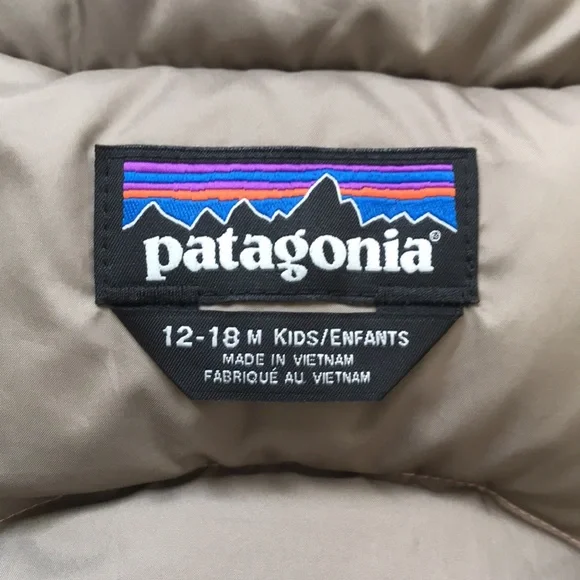 patagonia®
12-18 M KIDS/ENFANTS
MADE IN VIETNAM
FABRIQUÉ AU VIETNAM